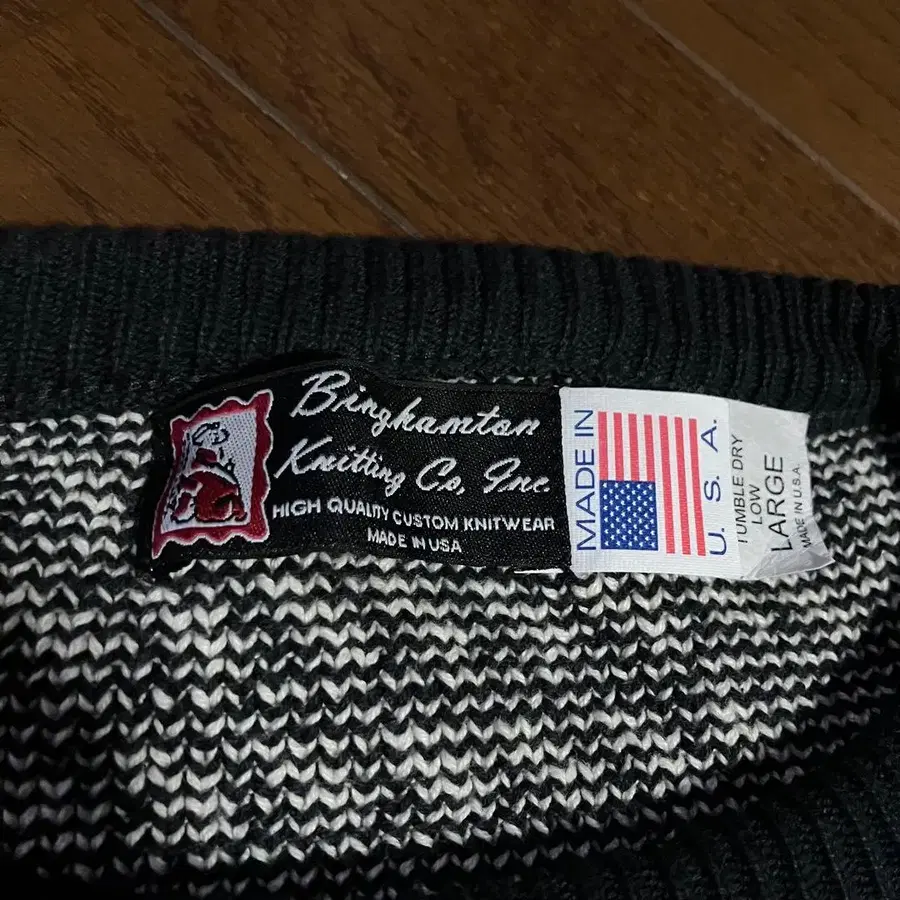 Binghamton
Knitting Co, Inc.
HIGH QUALITY CUSTOM KNITWEAR
MADE IN USA
MADE IN
U. S. A.
TUMBLE DRY
LOW
LARGE
MADE IN U.S.A.